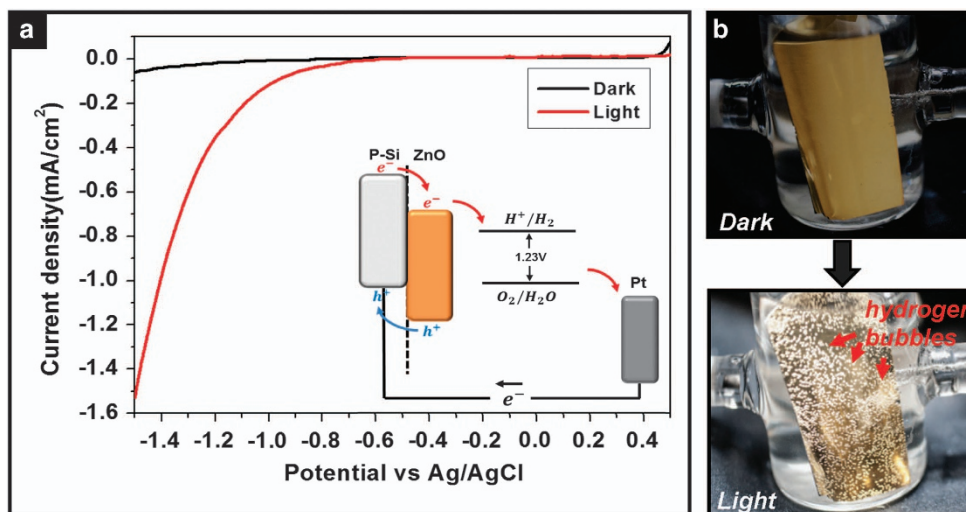 a
0.0
-0.2
-0.4
-0.6
-0.8
-1.0
-1.2
-1.4
-1.6
Current density(mA/cm²)
Dark
Light
P-Si ZnO
e⁻
e⁻
H⁺/H₂
1.23V
O₂/H₂O
Pt
h⁺
h⁺
e⁻
-1.4 -1.2 -1.0 -0.8 -0.6 -0.4 -0.2 0.0 0.2 0.4
Potential vs Ag/AgCl
b
Dark
hydrogen
bubbles
Light